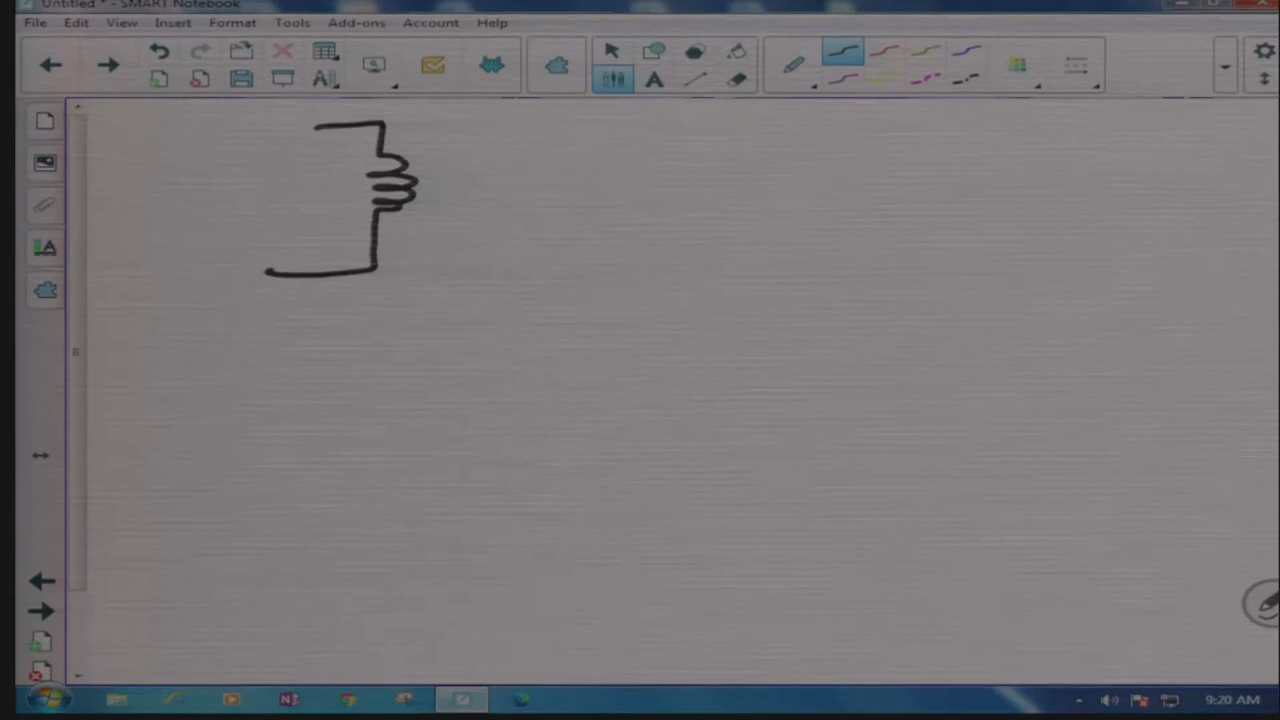 Untitled * - SMART Notebook
File Edit View Insert Format Tools Add-ons Account Help
9:20 AM